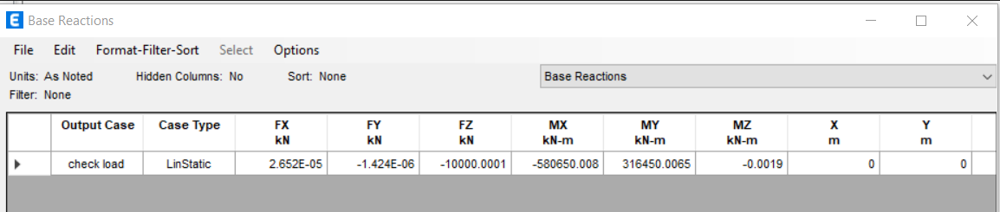 E Base Reactions
File Edit Format-Filter-Sort Select Options
Units: As Noted Hidden Columns: No Sort: None Base Reactions
Filter: None
Output Case Case Type FX FY FZ MX MY MZ X Y
kN kN kN kN-m kN-m kN-m m m
check load LinStatic 2.652E-05 -1.424E-06 -10000.0001 -580650.008 316450.0065 -0.0019 0 0